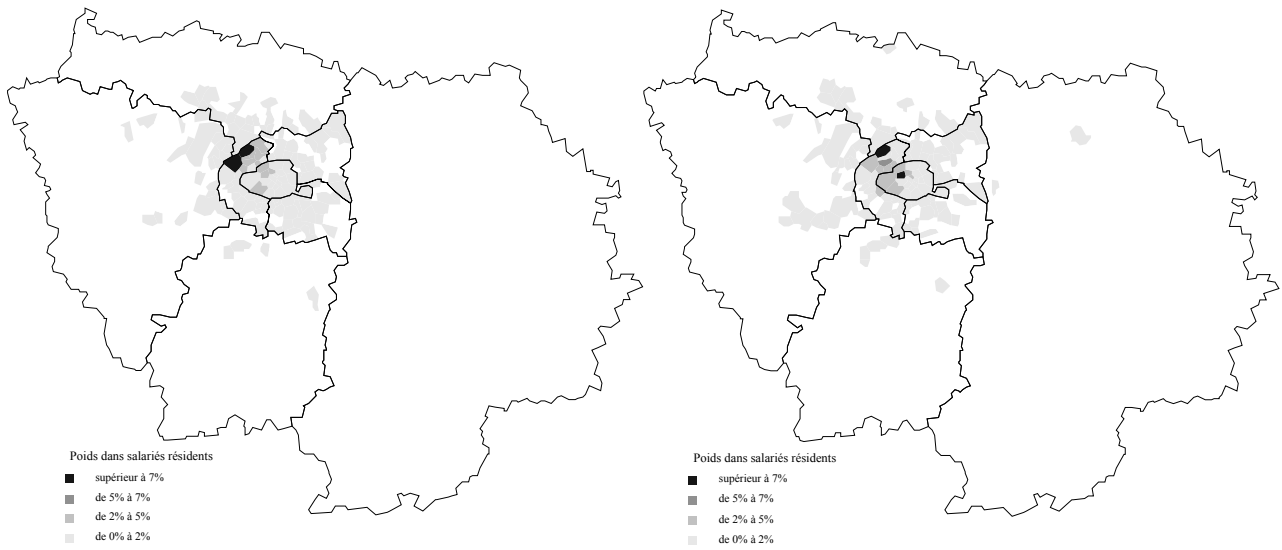 Poids dans salariés résidents
supérieur à 7%
de 5% à 7%
de 2% à 5%
de 0% à 2%
Poids dans salariés résidents
supérieur à 7%
de 5% à 7%
de 2% à 5%
de 0% à 2%